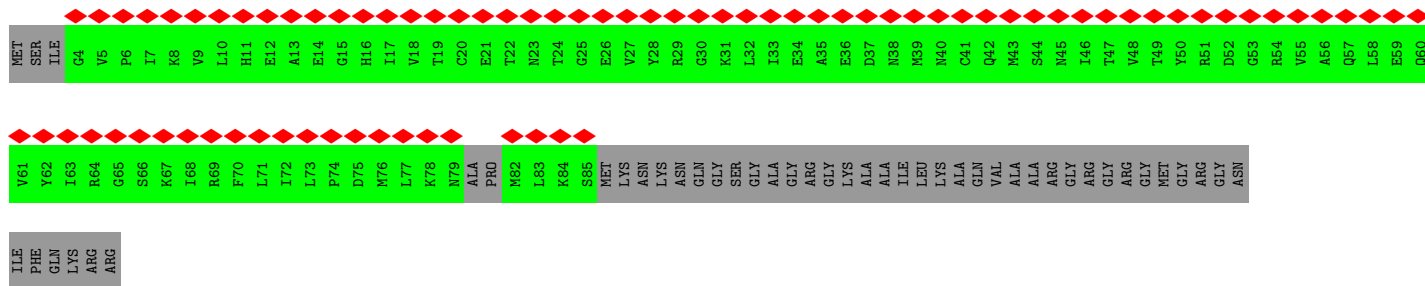 MET SER ILE G4 V5 P6 I7 K8 V9 L10 H11 E12 A13 E14 G15 H16 I17 V18 T19 C20 E21 T22 N23 T24 G25 E26 V27 Y28 R29 G30 K31 L32 I33 E34 A35 E36 D37 N38 M39 N40 C41 Q42 M43 S44 N45 I46 T47 V48 T49 Y50 R51 D52 G53 R54 V55 A56 Q57 L58 E59 Q60
V61 Y62 I63 R64 G65 S66 K67 I68 R69 F70 L71 I72 L73 P74 D75 M76 L77 K78 N79 ALA PRO M82 L83 K84 S85 MET LYS ASN LYS ASN GLN GLY SER GLY ALA GLY ARG GLY LYS ALA ALA ILE LEU LYS ALA GLN VAL ALA ALA ARG GLY ARG GLY ARG GLY MET GLY ARG GLY ASN
ILE PHE GLN LYS ARG ARG